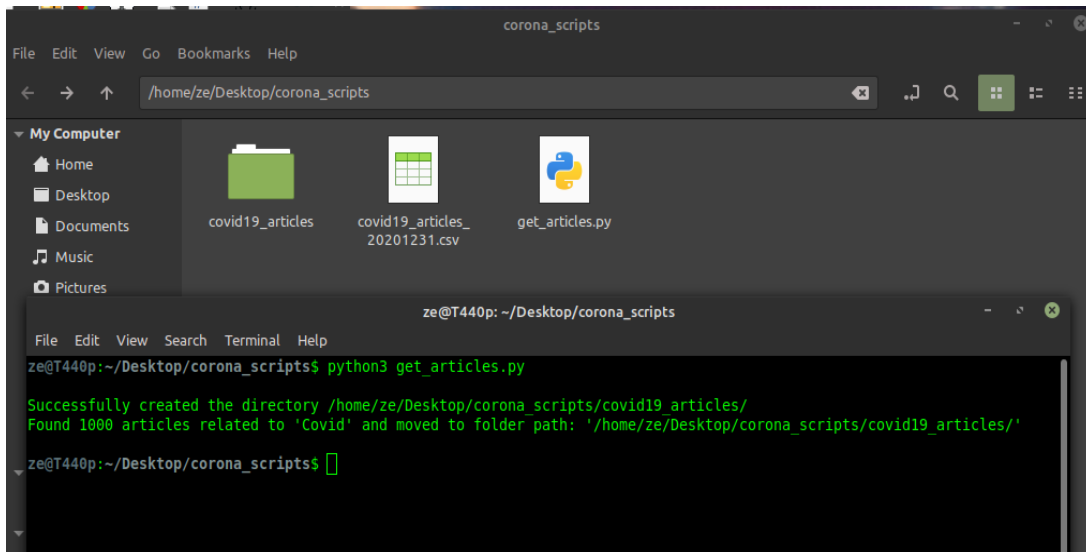 corona_scripts
File Edit View Go Bookmarks Help
/home/ze/Desktop/corona_scripts
My Computer
Home
Desktop
Documents
Music
Pictures
covid19_articles
covid19_articles_
20201231.csv
get_articles.py
ze@T440p: ~/Desktop/corona_scripts
File Edit View Search Terminal Help
ze@T440p:~/Desktop/corona_scripts$ python3 get_articles.py
Successfully created the directory /home/ze/Desktop/corona_scripts/covid19_articles/
Found 1000 articles related to 'Covid' and moved to folder path: '/home/ze/Desktop/corona_scripts/covid19_articles/'
ze@T440p:~/Desktop/corona_scripts$